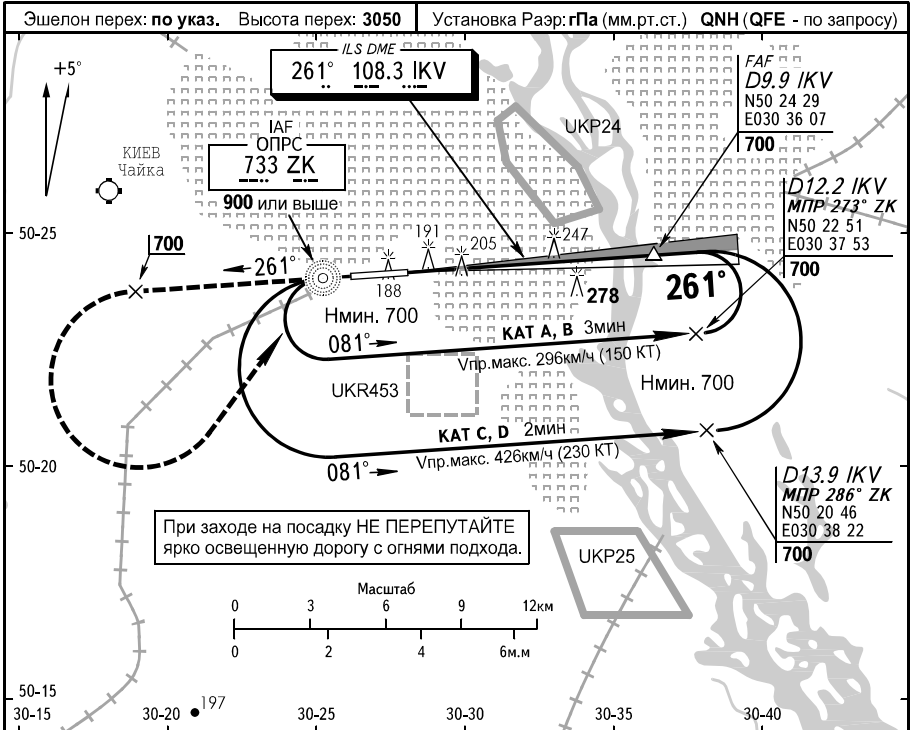 Эшелон перех: по указ. Высота перех: 3050
Установка Раэр: гПа (мм.рт.ст.) QNH (QFE - по запросу)
+5°
КИЕВ
Чайка
ILS DME
261° 108.3 IKV
IAF
ОПРС
733 ZK
900 или выше
UKP24
FAF
D9.9 IKV
N50 24 29
E030 36 07
700
D12.2 IKV
МПР 273° ZK
N50 22 51
E030 37 53
700
50-25
700
261°
191
205
247
188
278
261°
Hмин. 700
081°
КАТ A, B 3мин
Vпр.макс. 296км/ч (150 КТ)
Hмин. 700
UKR453
КАТ C, D 2мин
Vпр.макс. 426км/ч (230 КТ)
081°
50-20
D13.9 IKV
МПР 286° ZK
N50 20 46
E030 38 22
700
При заходе на посадку НЕ ПЕРЕПУТАЙТЕ
ярко освещенную дорогу с огнями подхода.
UKP25
Масштаб
0 3 6 9 12км
0 2 4 6м.м
50-15
197
30-15 30-20 30-25 30-30 30-35 30-40